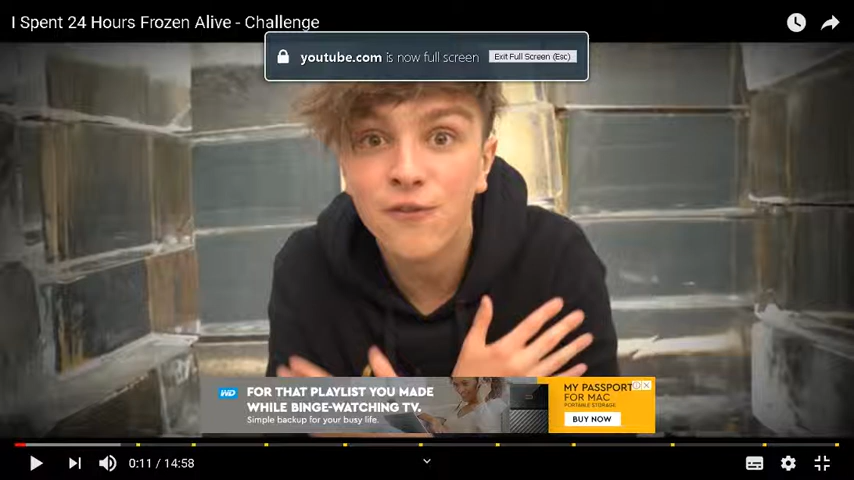 I Spent 24 Hours Frozen Alive - Challenge
youtube.com is now full screen
Exit Full Screen (Esc)
WD
FOR THAT PLAYLIST YOU MADE
WHILE BINGE-WATCHING TV.
Simple backup for your busy life.
MY PASSPORT
FOR MAC
PORTABLE STORAGE
BUY NOW
0:11 / 14:58